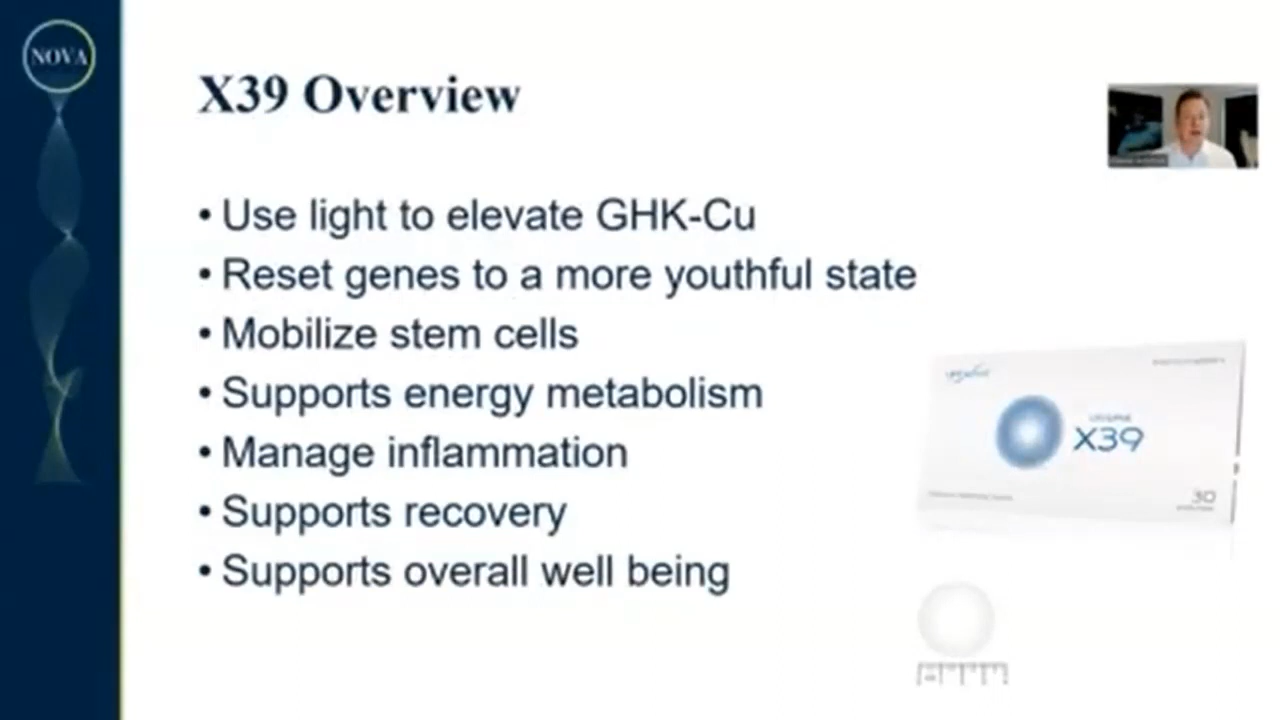 NOVA
X39 Overview
• Use light to elevate GHK-Cu
• Reset genes to a more youthful state
• Mobilize stem cells
• Supports energy metabolism
• Manage inflammation
• Supports recovery
• Supports overall well being
X39
30